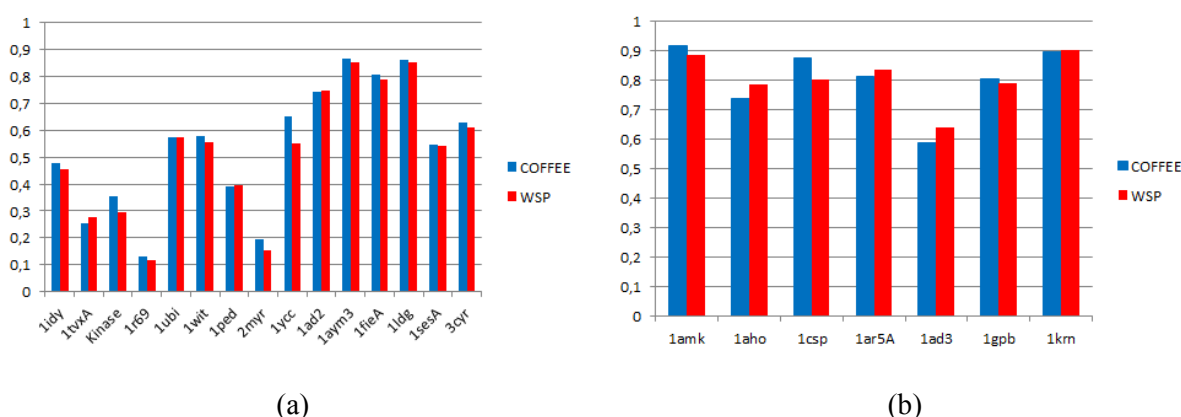 1
0,9
0,8
0,7
0,6
0,5
0,4
0,3
0,2
0,1
0
1idy
1tvxA
Kinase
1r69
1ubi
1wit
1ped
2myr
1ycc
1ad2
1aym3
1fieA
1ldg
1sesA
3cyr
COFFEE
WSP
(a)
1
0,9
0,8
0,7
0,6
0,5
0,4
0,3
0,2
0,1
0
1amk
1aho
1csp
1ar5A
1ad3
1gpb
1krn
COFFEE
WSP
(b)